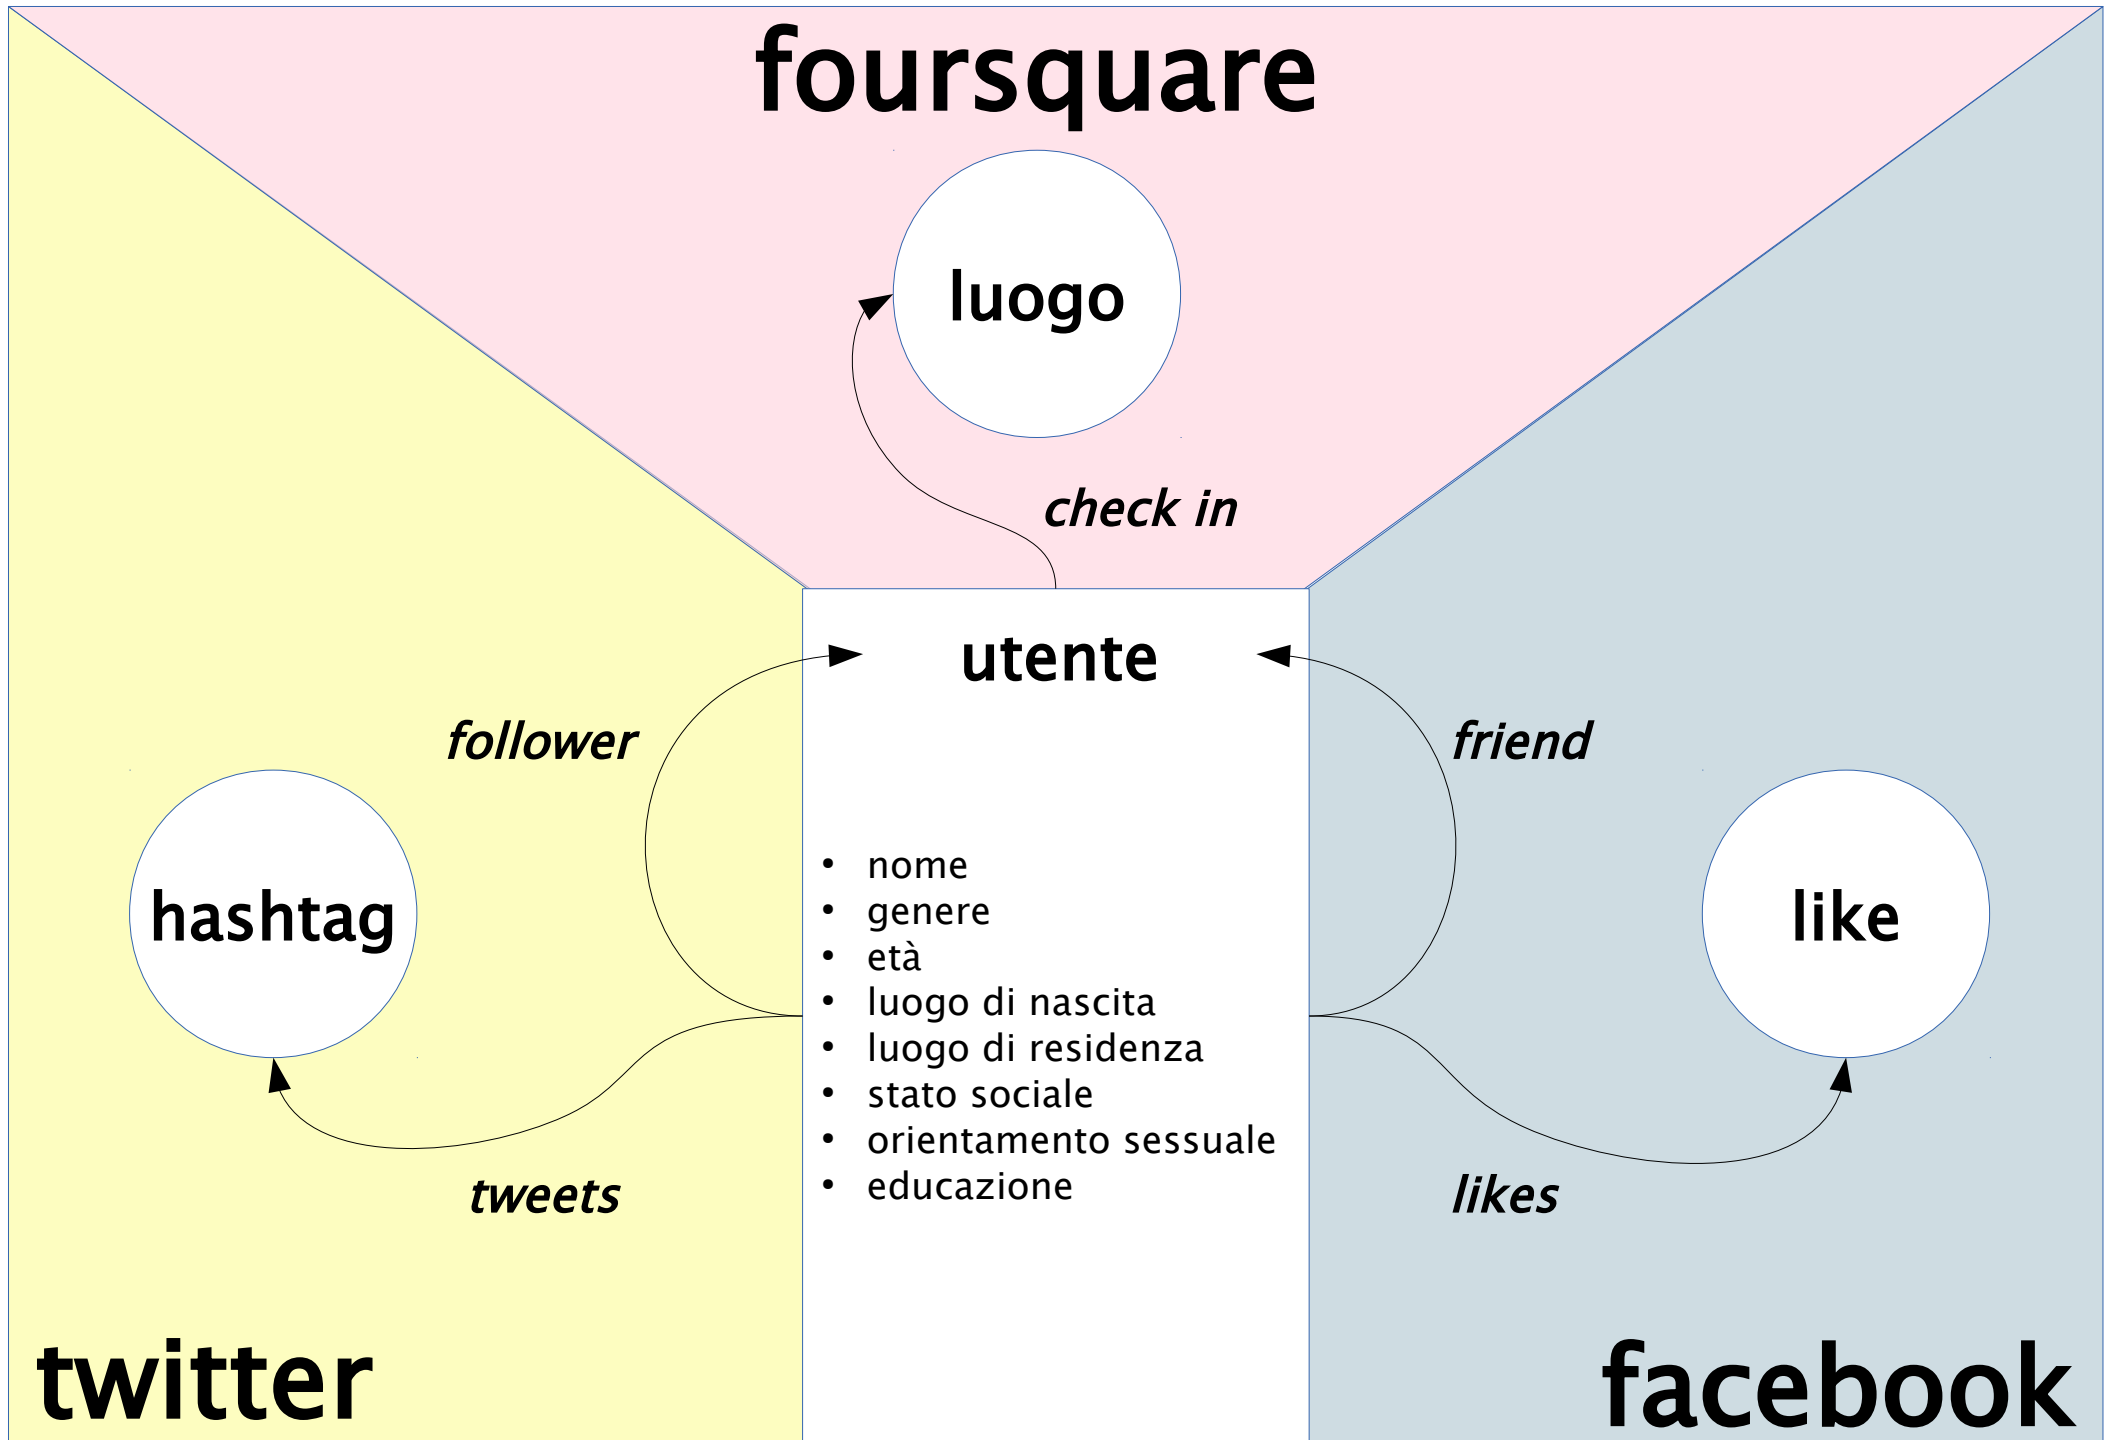 foursquare
luogo
check in
utente
follower
friend
hashtag
like
• nome
• genere
• età
• luogo di nascita
• luogo di residenza
• stato sociale
• orientamento sessuale
• educazione
tweets
likes
twitter
facebook